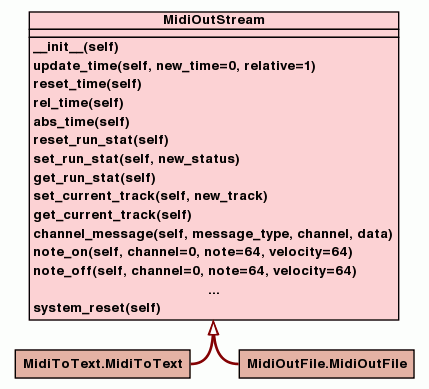 MidiOutStream
__init__(self)
update_time(self, new_time=0, relative=1)
reset_time(self)
rel_time(self)
abs_time(self)
reset_run_stat(self)
set_run_stat(self, new_status)
get_run_stat(self)
set_current_track(self, new_track)
get_current_track(self)
channel_message(self, message_type, channel, data)
note_on(self, channel=0, note=64, velocity=64)
note_off(self, channel=0, note=64, velocity=64)
...
system_reset(self)
MidiToText.MidiToText
MidiOutFile.MidiOutFile